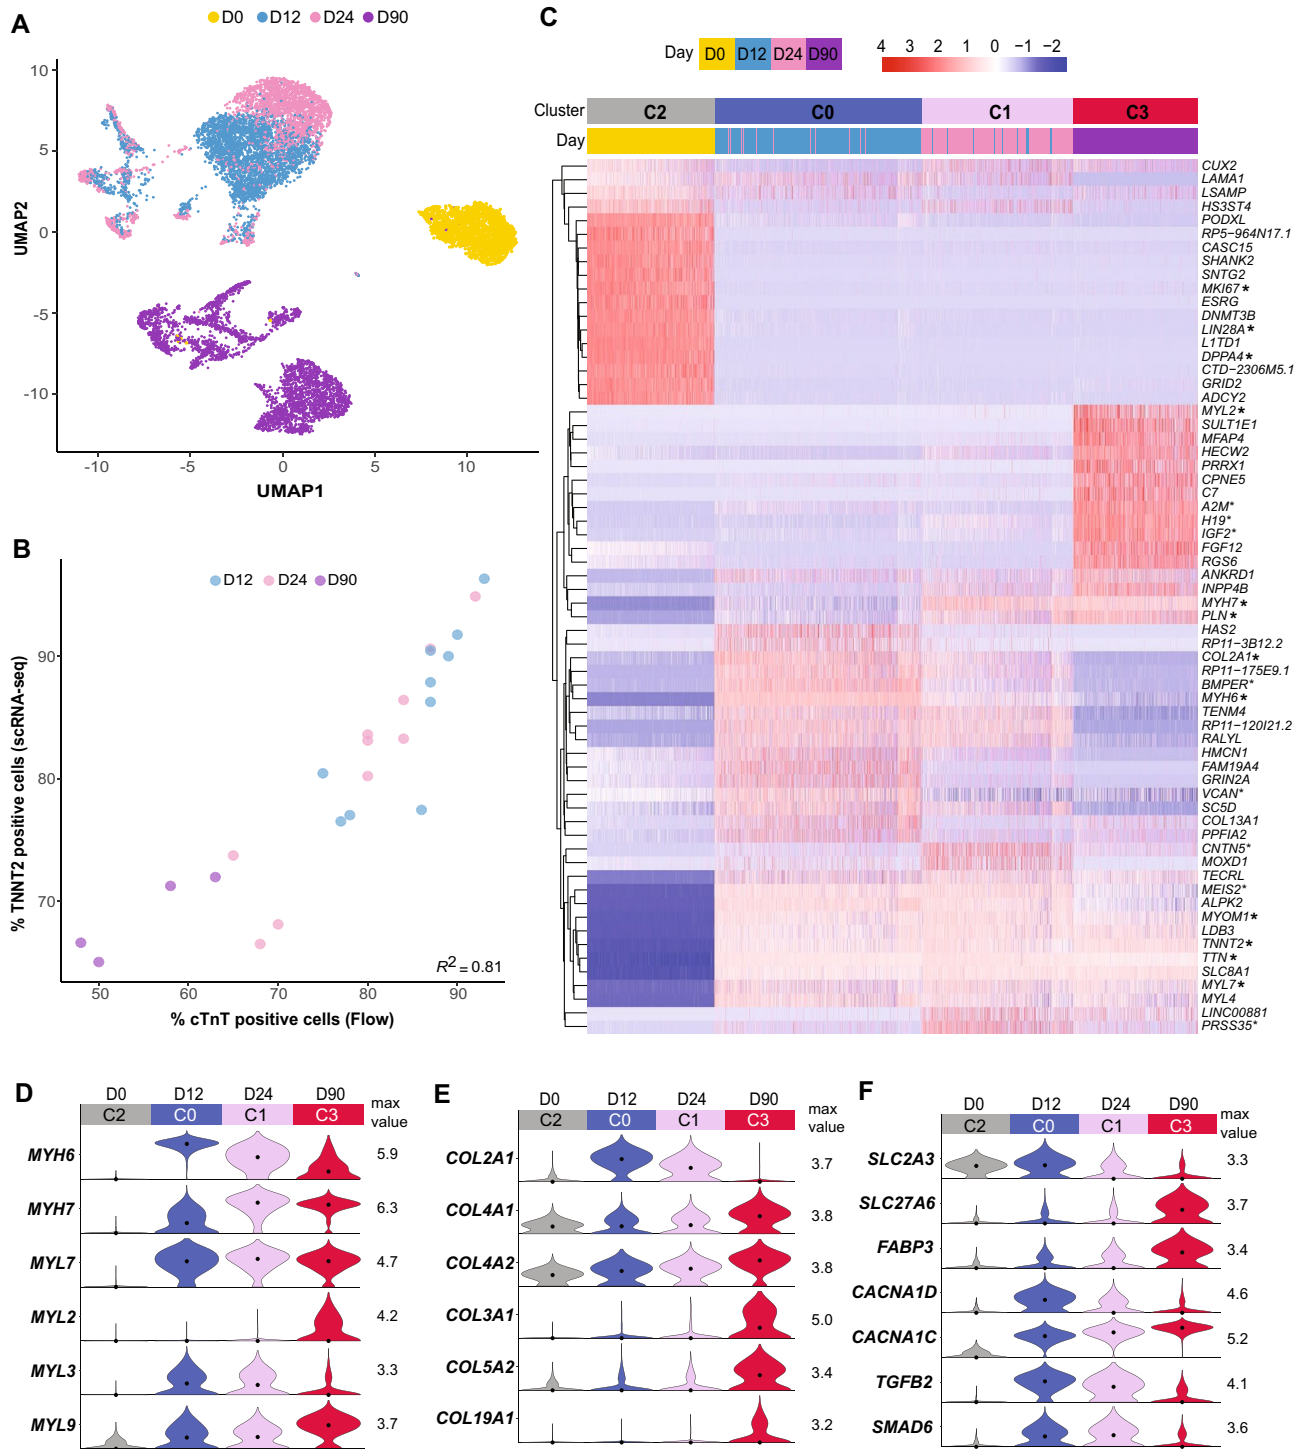 A
D0 D12 D24 D90
10
5
0
-5
-10
UMAP2
-10 -5 0 5 10
UMAP1
B
D12 D24 D90
90
80
70
% TNNT2 positive cells (scRNA-seq)
R2 = 0.81
50 60 70 80 90
% cTnT positive cells (Flow)
C
Day D0 D12 D24 D90
4 3 2 1 0 −1 −2
Cluster C2 C0 C1 C3
Day
CUX2
LAMA1
LSAMP
HS3ST4
PODXL
RP5−964N17.1
CASC15
SHANK2
SNTG2
MKI67*
ESRG
DNMT3B
LIN28A*
L1TD1
DPPA4*
CTD−2306M5.1
GRID2
ADCY2
MYL2*
SULT1E1
MFAP4
HECW2
PRRX1
CPNE5
C7
A2M*
H19*
IGF2*
FGF12
RGS6
ANKRD1
INPP4B
MYH7*
PLN*
HAS2
RP11−3B12.2
COL2A1*
RP11−175E9.1
BMPER*
MYH6*
TENM4
RP11−120I21.2
RALYL
HMCN1
FAM19A4
GRIN2A
VCAN*
SC5D
COL13A1
PPFIA2
CNTN5*
MOXD1
TECRL
MEIS2*
ALPK2
MYOM1*
LDB3
TNNT2*
TTN*
SLC8A1
MYL7*
MYL4
LINC00881
PRSS35*
D
D0 D12 D24 D90
C2 C0 C1 C3
max
value
MYH6 5.9
MYH7 6.3
MYL7 4.7
MYL2 4.2
MYL3 3.3
MYL9 3.7
E
D0 D12 D24 D90
C2 C0 C1 C3
max
value
COL2A1 3.7
COL4A1 3.8
COL4A2 3.8
COL3A1 5.0
COL5A2 3.4
COL19A1 3.2
F
D0 D12 D24 D90
C2 C0 C1 C3
max
value
SLC2A3 3.3
SLC27A6 3.7
FABP3 3.4
CACNA1D 4.6
CACNA1C 5.2
TGFB2 4.1
SMAD6 3.6